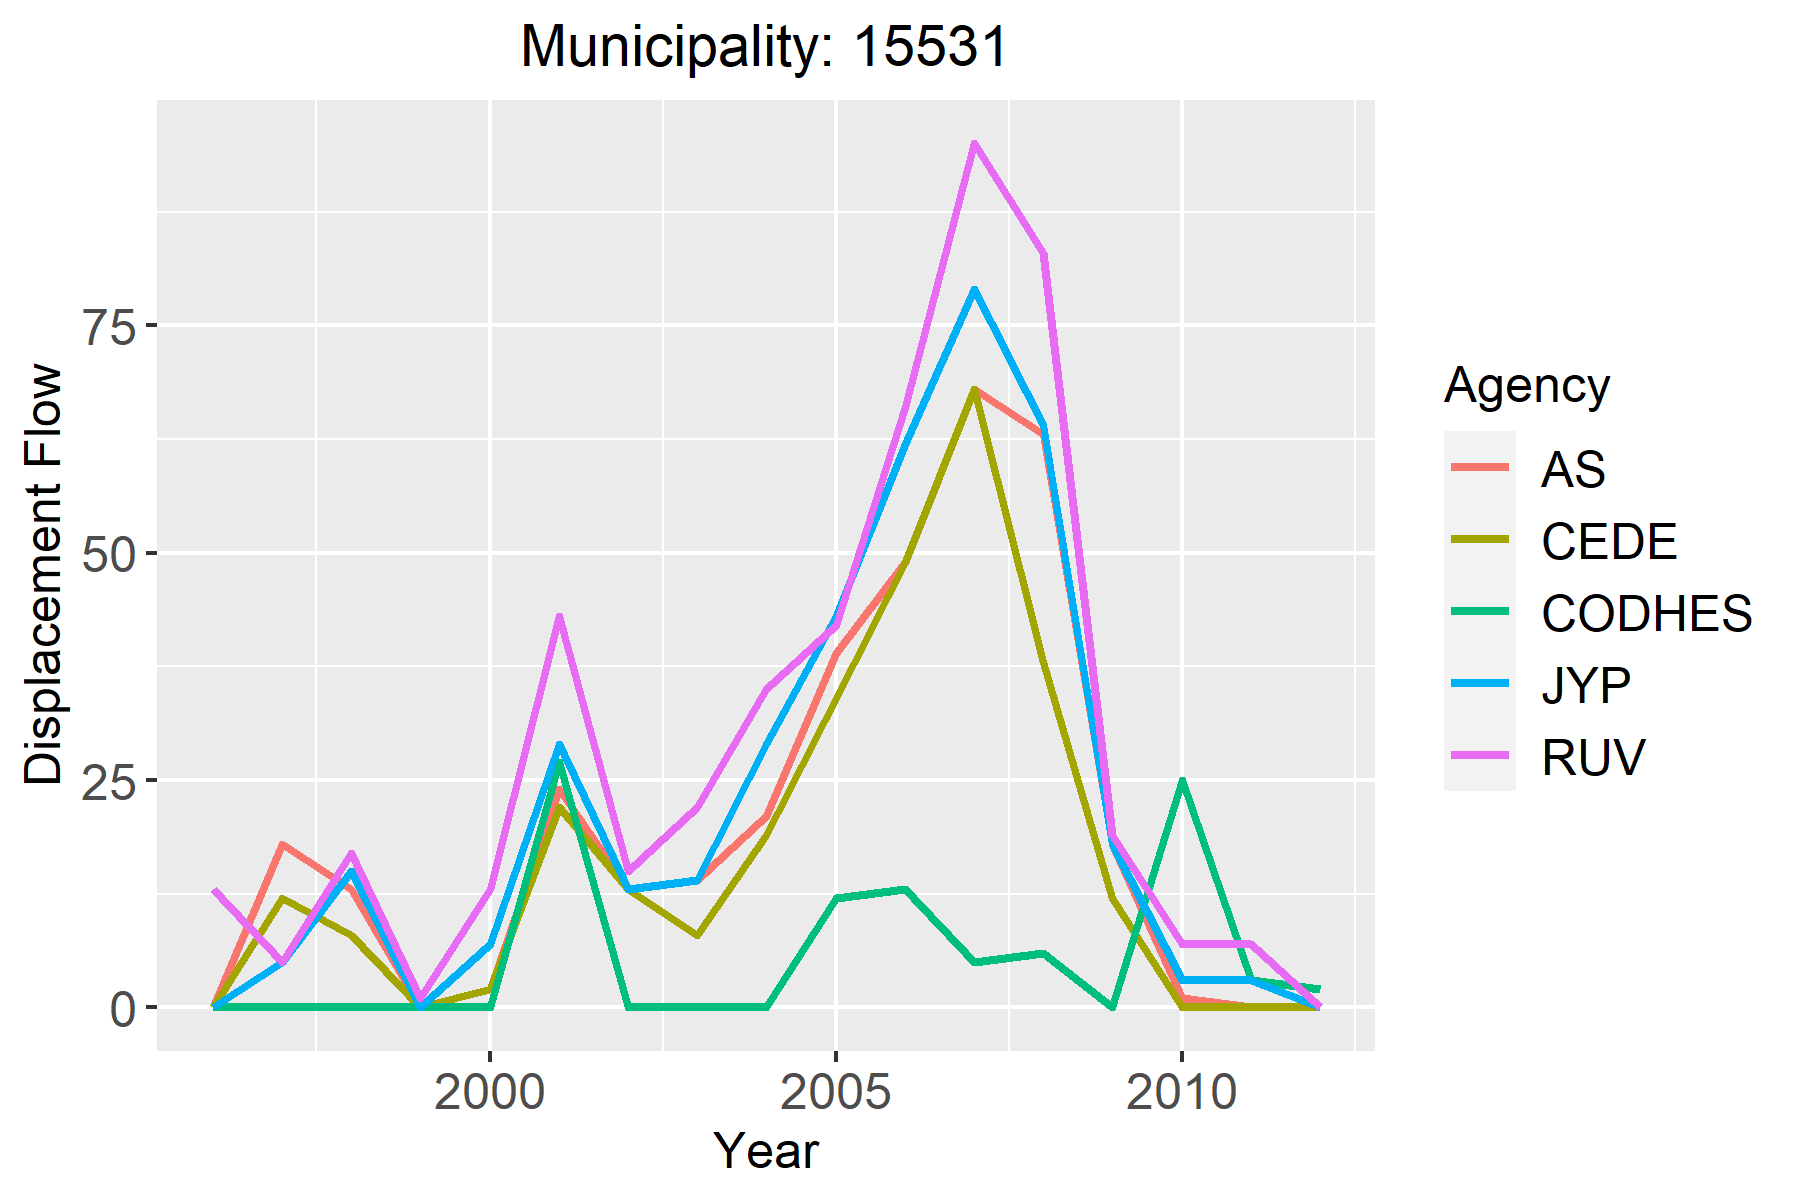 Municipality: 15531
Displacement Flow
75
50
25
0
2000 2005 2010
Year
Agency
AS
CEDE
CODHES
JYP
RUV